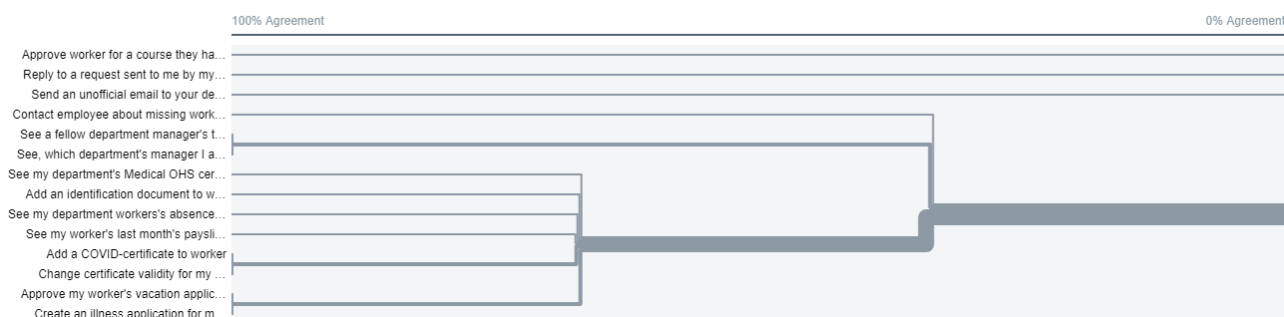 100% Agreement 0% Agreement
Approve worker for a course they ha...
Reply to a request sent to me by my...
Send an unofficial email to your de...
Contact employee about missing work...
See a fellow department manager's t...
See, which department's manager I a...
See my department's Medical OHS cer...
Add an identification document to w...
See my department workers's absence...
See my worker's last month's paysli...
Add a COVID-certificate to worker
Change certificate validity for my ...
Approve my worker's vacation applic...
Create an illness application for m...